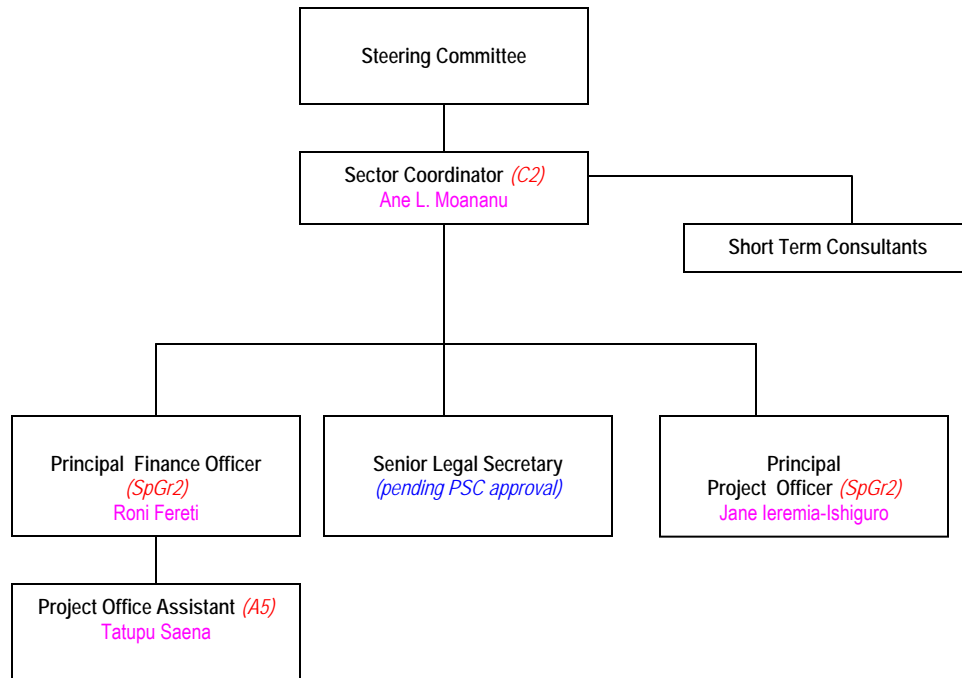 Steering Committee
Sector Coordinator (C2)
Ane L. Moananu
Short Term Consultants
Principal Finance Officer
(SpGr2)
Roni Fereti
Senior Legal Secretary
(pending PSC approval)
Principal
Project Officer (SpGr2)
Jane Ieremia-Ishiguro
Project Office Assistant (A5)
Tatupu Saena